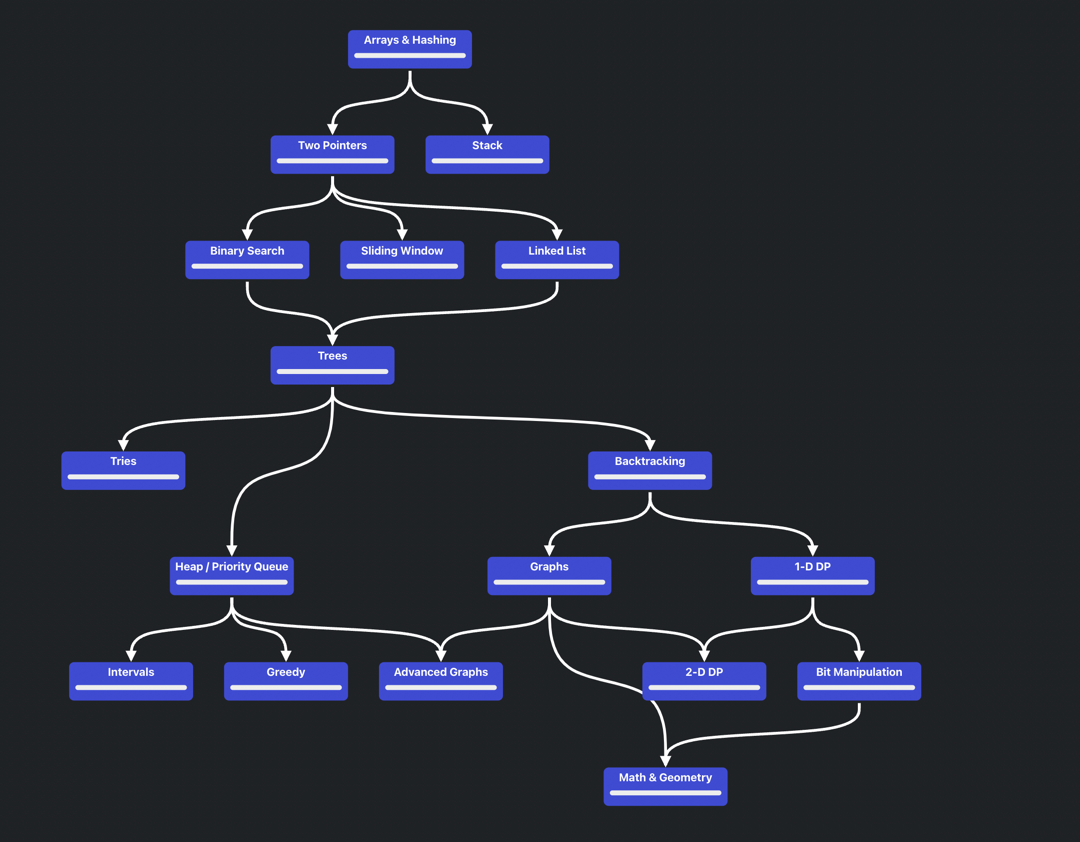 Arrays & Hashing
Two Pointers
Stack
Binary Search
Sliding Window
Linked List
Trees
Tries
Backtracking
Heap / Priority Queue
Graphs
1-D DP
Intervals
Greedy
Advanced Graphs
2-D DP
Bit Manipulation
Math & Geometry